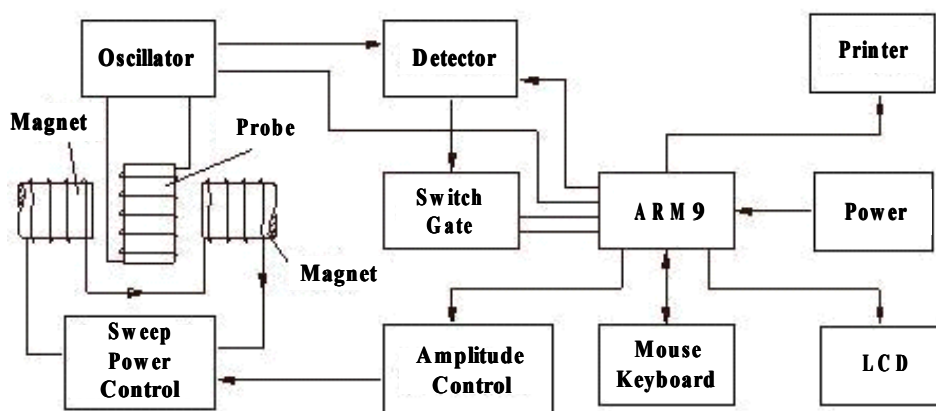 Oscillator
Detector
Printer
Magnet
Probe
Switch
Gate
ARM9
Power
Magnet
Sweep
Power
Control
Amplitude
Control
Mouse
Keyboard
LCD